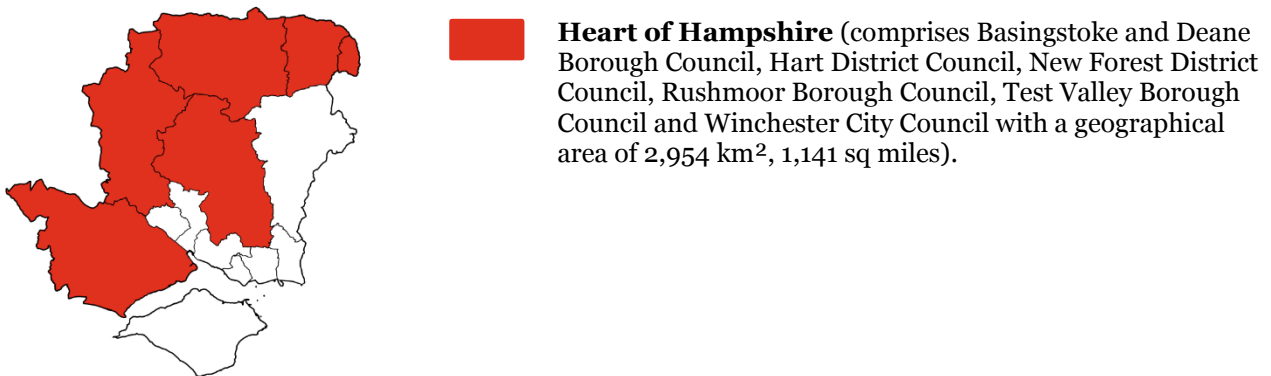 Heart of Hampshire (comprises Basingstoke and Deane
Borough Council, Hart District Council, New Forest District
Council, Rushmoor Borough Council, Test Valley Borough
Council and Winchester City Council with a geographical
area of 2,954 km², 1,141 sq miles).